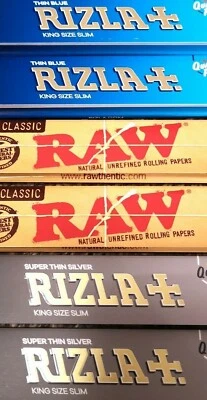 THIN BLUE
RIZLA+
KING SIZE SLIM
THIN BLUE
RIZLA+
KING SIZE SLIM
CLASSIC
RAW
NATURAL UNREFINED ROLLING PAPERS
www.rawthentic.com
CLASSIC
RAW
NATURAL UNREFINED ROLLING PAPERS
SUPER THIN SILVER
RIZLA+
KING SIZE SLIM
SUPER THIN SILVER
RIZLA+
KING SIZE SLIM